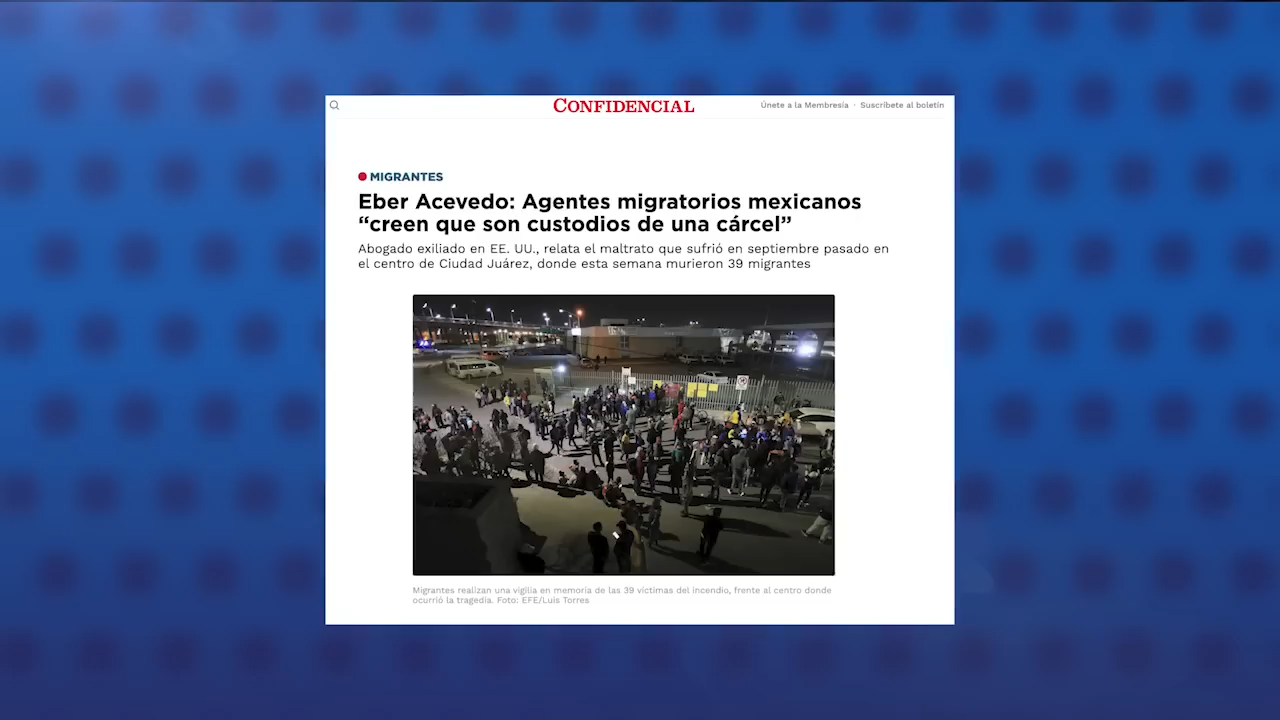 CONFIDENCIAL
Únete a la Membresía · Suscríbete al boletín
MIGRANTES
Eber Acevedo: Agentes migratorios mexicanos
“creen que son custodios de una cárcel”
Abogado exiliado en EE. UU., relata el maltrato que sufrió en septiembre pasado en
el centro de Ciudad Juárez, donde esta semana murieron 39 migrantes
Migrantes realizan una vigilia en memoria de las 39 víctimas del incendio, frente al centro donde
ocurrió la tragedia. Foto: EFE/Luis Torres